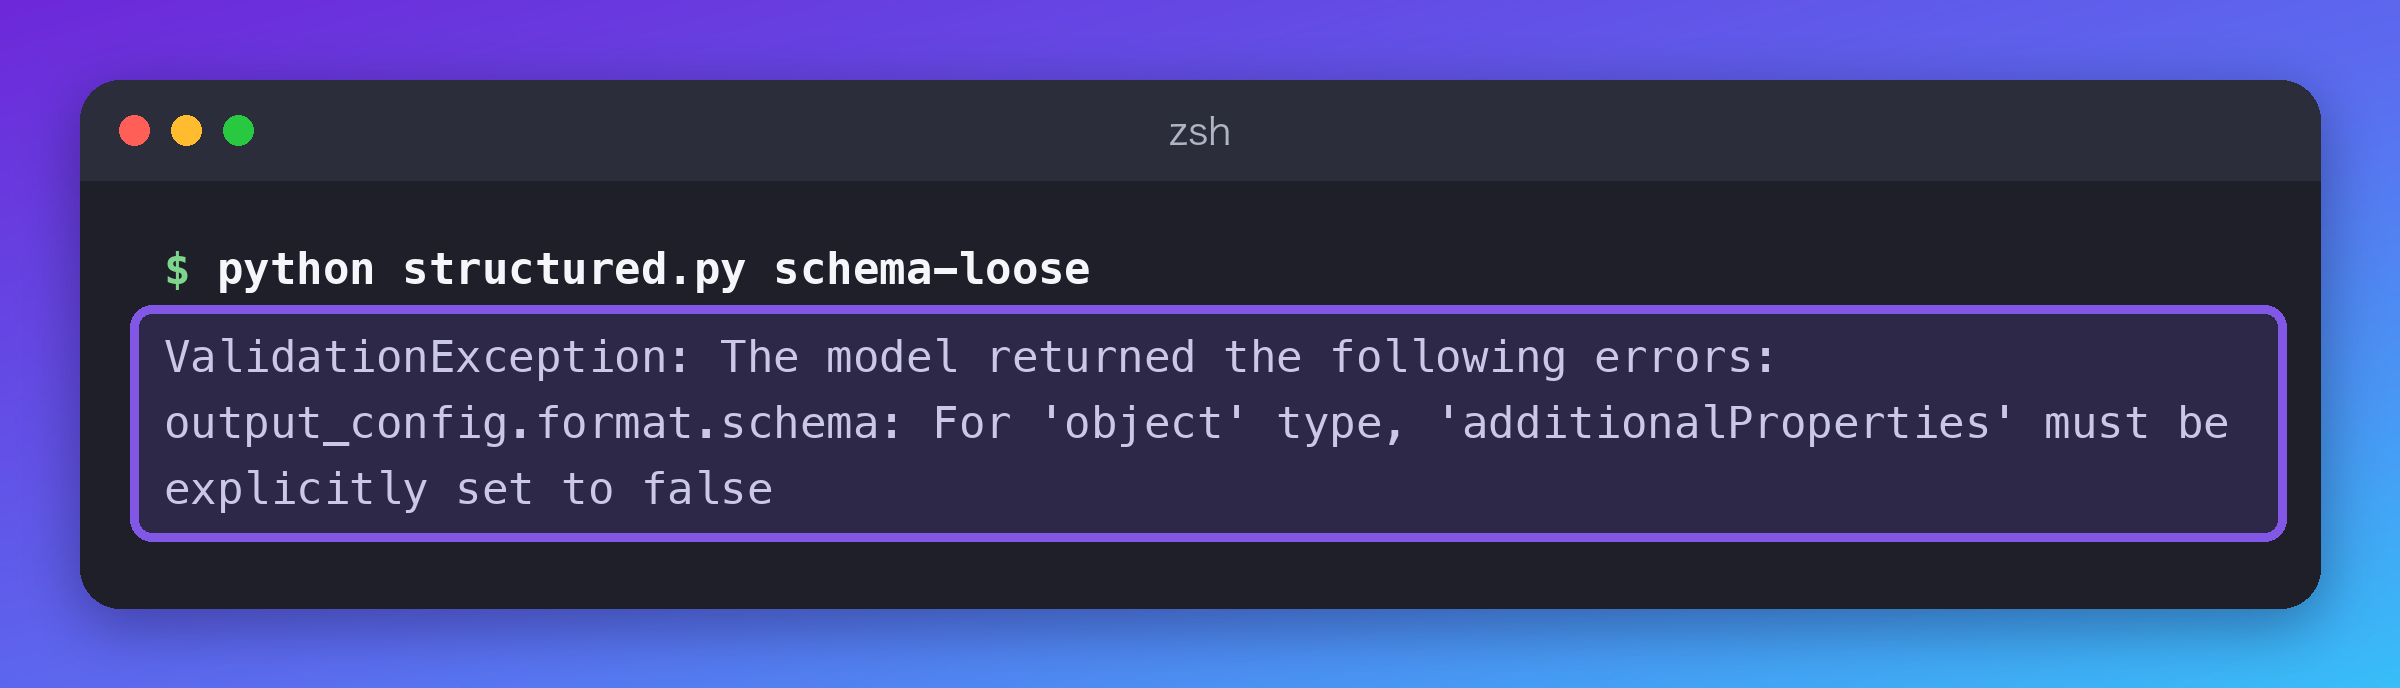 zsh
$ python structured.py schema-loose
ValidationException: The model returned the following errors:
output_config.format.schema: For 'object' type, 'additionalProperties' must be
explicitly set to false